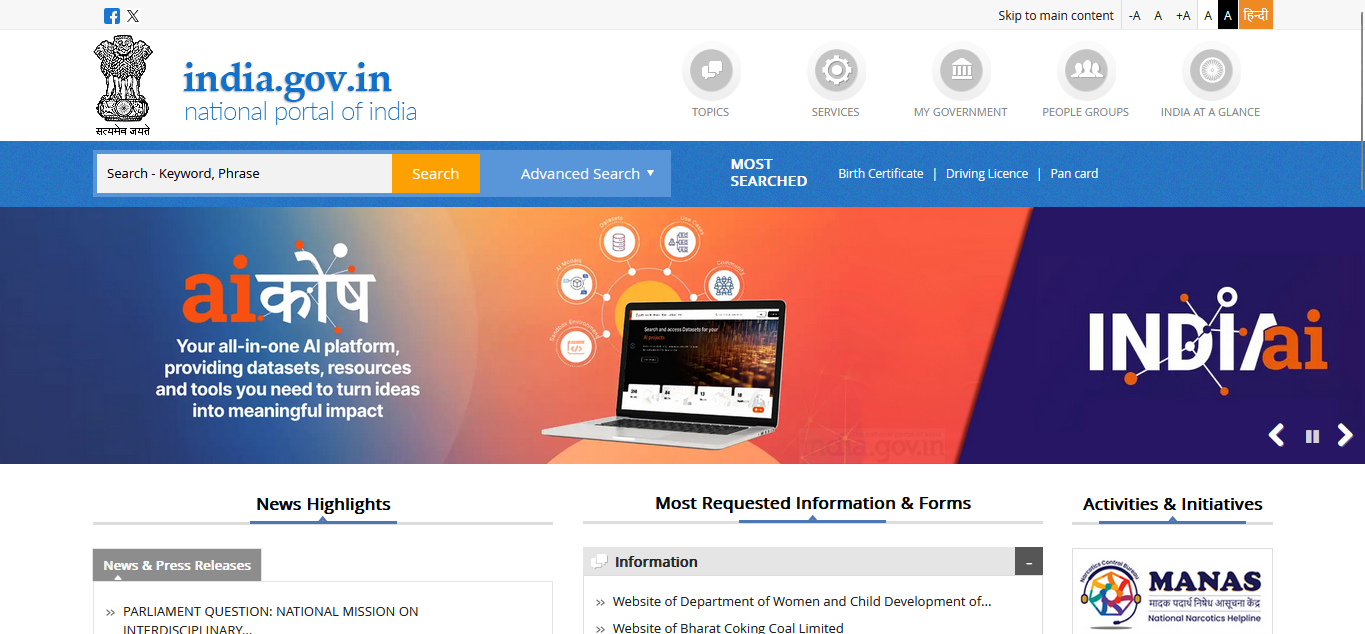 Skip to main content
-A A +A A A हिन्दी
सत्यमेव जयते
india.gov.in
national portal of india
TOPICS
SERVICES
MY GOVERNMENT
PEOPLE GROUPS
INDIA AT A GLANCE
Search - Keyword, Phrase
Search
Advanced Search
MOST
SEARCHED
Birth Certificate | Driving Licence | Pan card
aiकोष
Your all-in-one AI platform,
providing datasets, resources
and tools you need to turn ideas
into meaningful impact
Datasets
Use Cases
AI Models
Community
Sandbox Environment
Search and access Datasets for your
AI projects
india.gov.in
INDIAai
News Highlights
News & Press Releases
PARLIAMENT QUESTION: NATIONAL MISSION ON
INTERDISCIPLINARY...
Most Requested Information & Forms
Information
Website of Department of Women and Child Development of...
Website of Bharat Coking Coal Limited
Activities & Initiatives
Narcotics Control Bureau
MANAS
मादक पदार्थ निषेध आसूचना केंद्र
National Narcotics Helpline